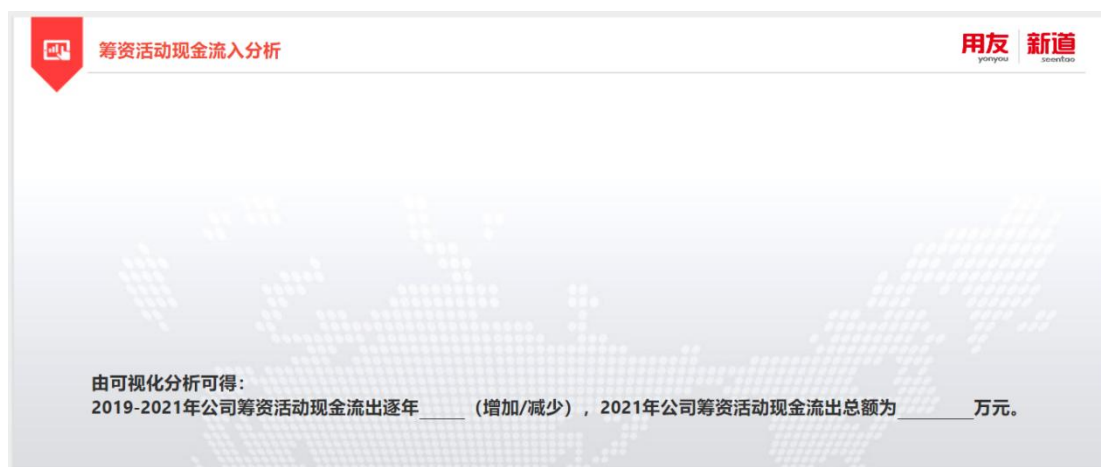 筹资活动现金流入分析
用友 新道
yonyou seentao
由可视化分析可得：
2019-2021年公司筹资活动现金流出逐年_____（增加/减少），2021年公司筹资活动现金流出总额为________万元。